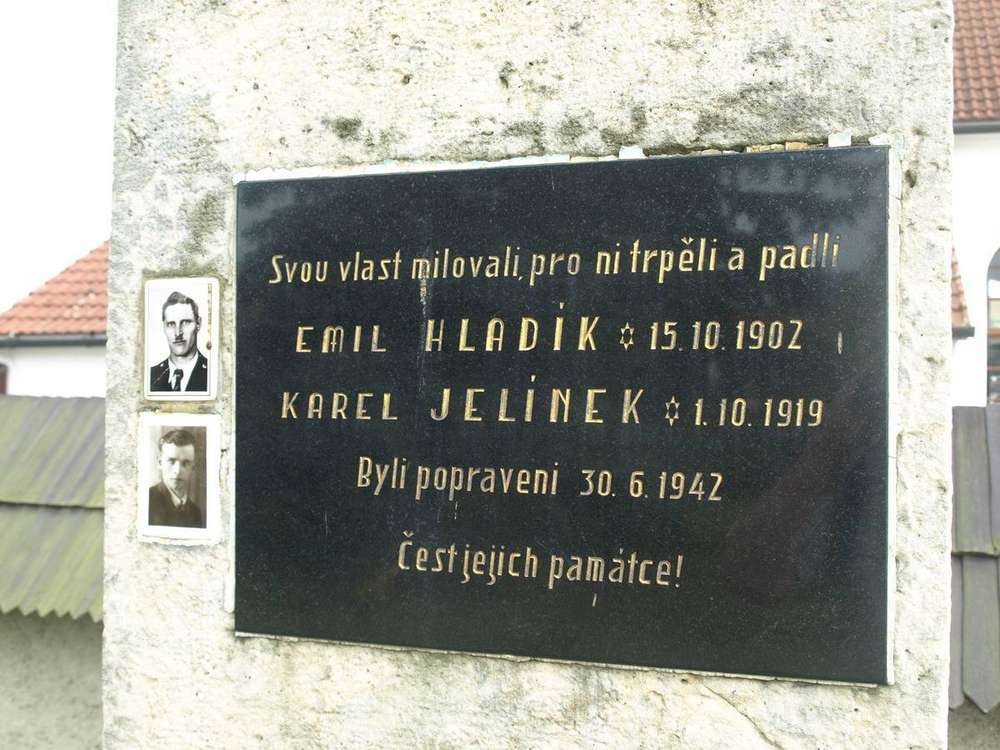 Svou vlast milovali, pro ni trpěli a padli
EMIL HLADÍK ✡ 15.10.1902
KAREL JELÍNEK ✡ 1.10.1919
Byli popraveni 30.6.1942
Čest jejich památce!